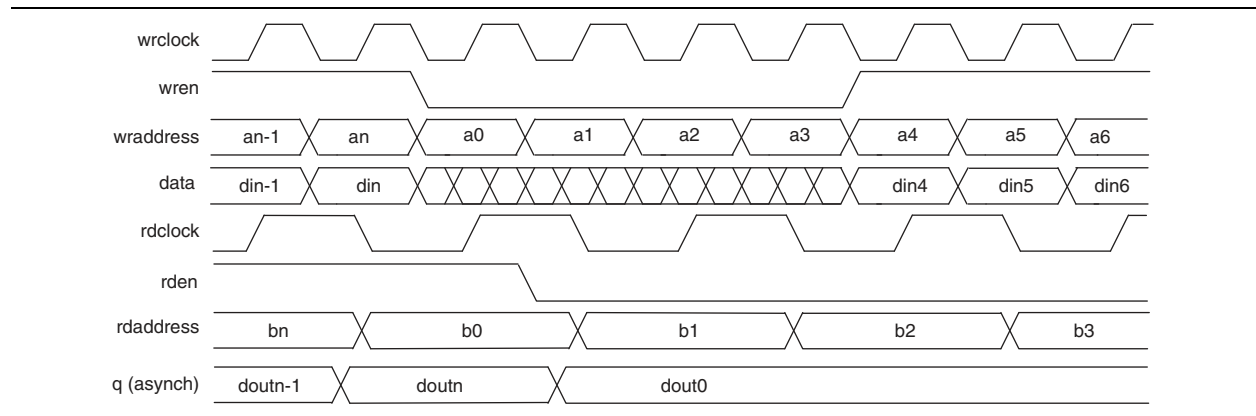 wrclock
wren
wraddress an-1 an a0 a1 a2 a3 a4 a5 a6
data din-1 din din4 din5 din6
rdclock
rden
rdaddress bn b0 b1 b2 b3
q (asynch) doutn-1 doutn dout0